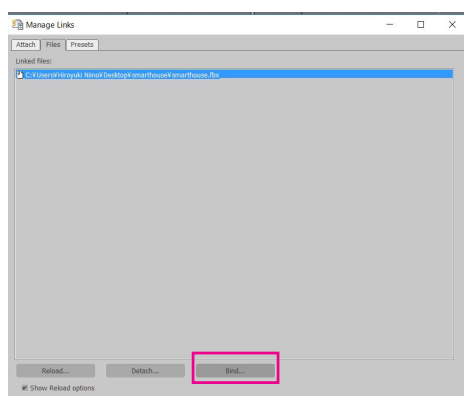 Manage Links
Attach Files Presets
Linked files:
C:¥Users¥Hiroyuki Niino¥Desktop¥smarthouse¥smarthouse.fbx
Reload... Detach... Bind...
Show Reload options